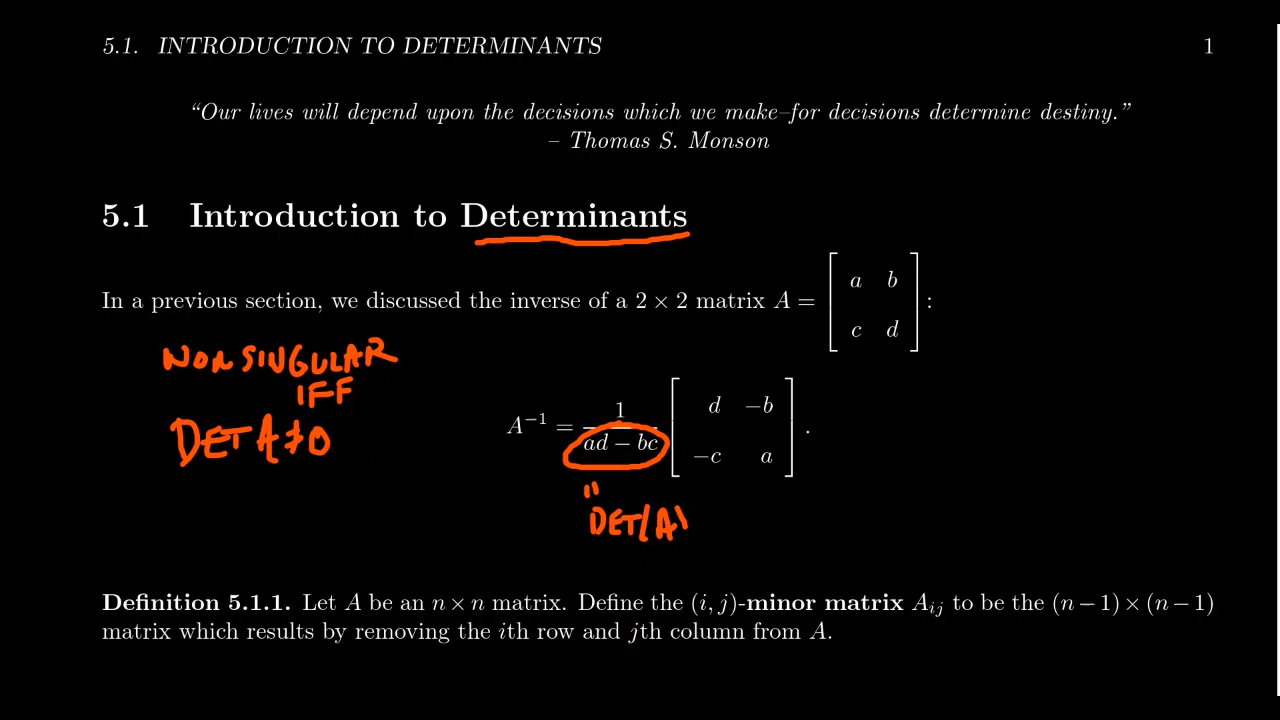 5.1. INTRODUCTION TO DETERMINANTS 1
“Our lives will depend upon the decisions which we make–for decisions determine destiny.”
– Thomas S. Monson
5.1 Introduction to Determinants
In a previous section, we discussed the inverse of a 2 × 2 matrix A = [ a b
c d ] :
NONSINGULAR
IFF
DET A ≠ 0
A⁻¹ = 1/(ad − bc) [ d −b
−c a ] .
"
DET(A)
Definition 5.1.1. Let A be an n × n matrix. Define the (i, j)-minor matrix Aᵢⱼ to be the (n − 1) × (n − 1)
matrix which results by removing the ith row and jth column from A.